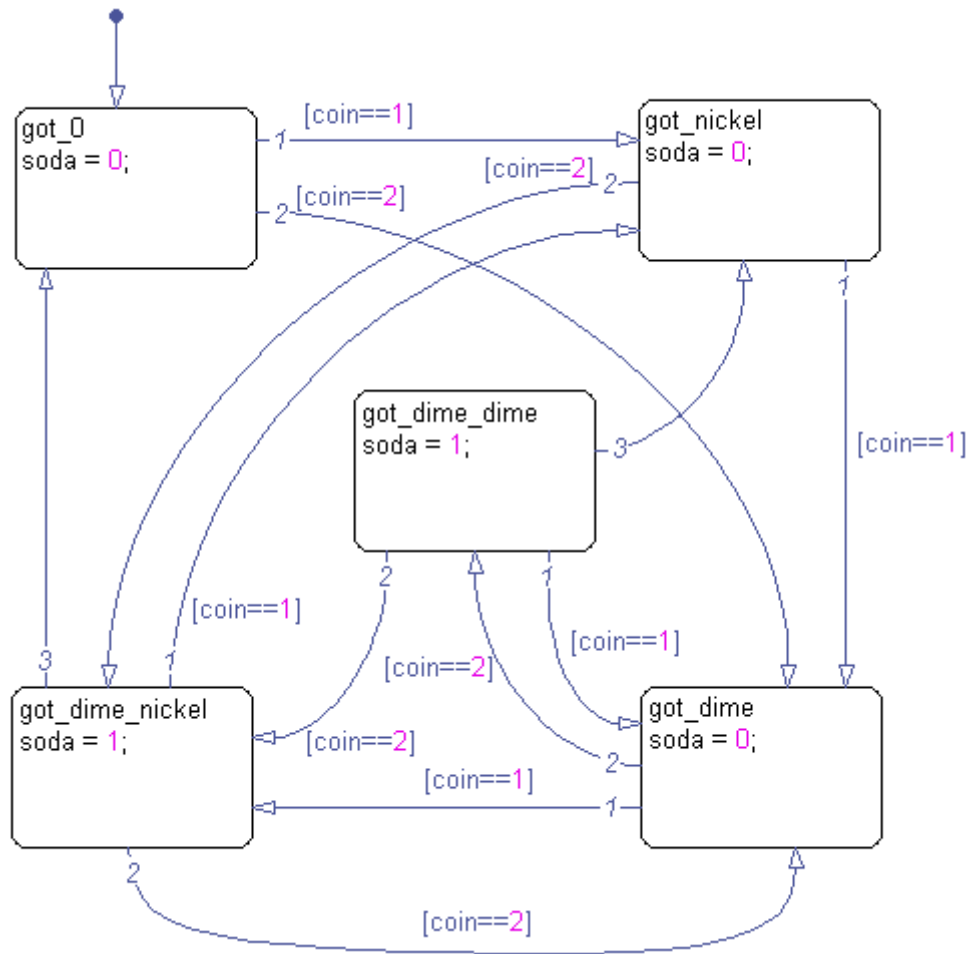 got_0
soda = 0;
1
[coin==1]
2
[coin==2]
got_nickel
soda = 0;
[coin==2]
2
1
[coin==1]
got_dime_dime
soda = 1;
3
2
1
[coin==1]
3
1
[coin==2]
[coin==1]
got_dime_nickel
soda = 1;
[coin==2]
got_dime
soda = 0;
2
[coin==1]
1
2
[coin==2]